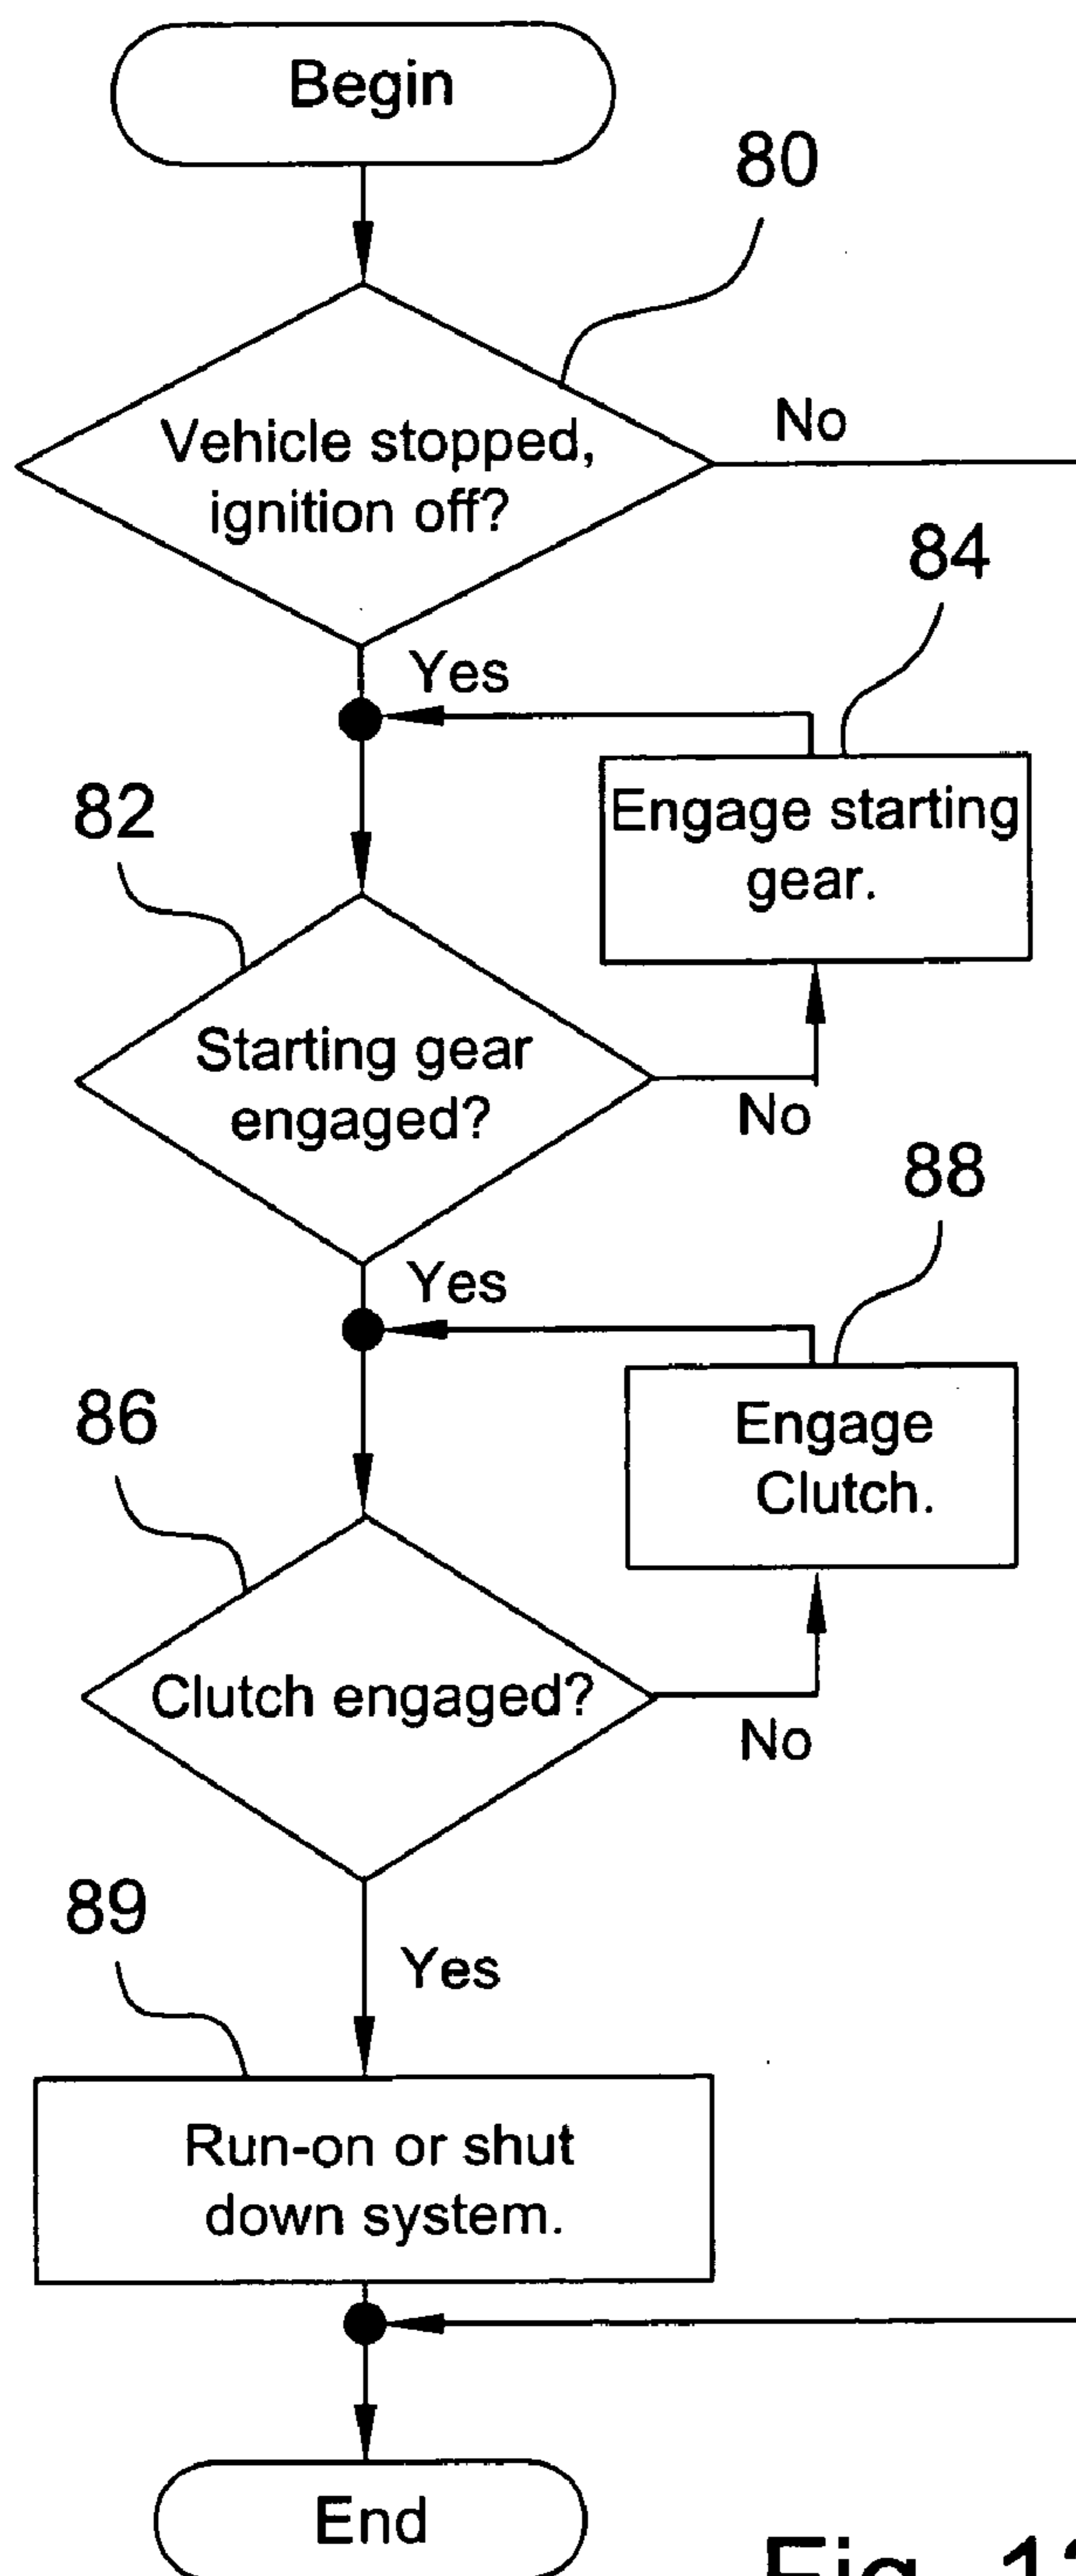 Begin
80
Vehicle stopped,
ignition off?
No
84
Yes
Engage starting
gear.
82
Starting gear
engaged?
No
88
Yes
Engage
Clutch.
86
Clutch engaged?
No
89
Yes
Run-on or shut
down system.
End
Fig.